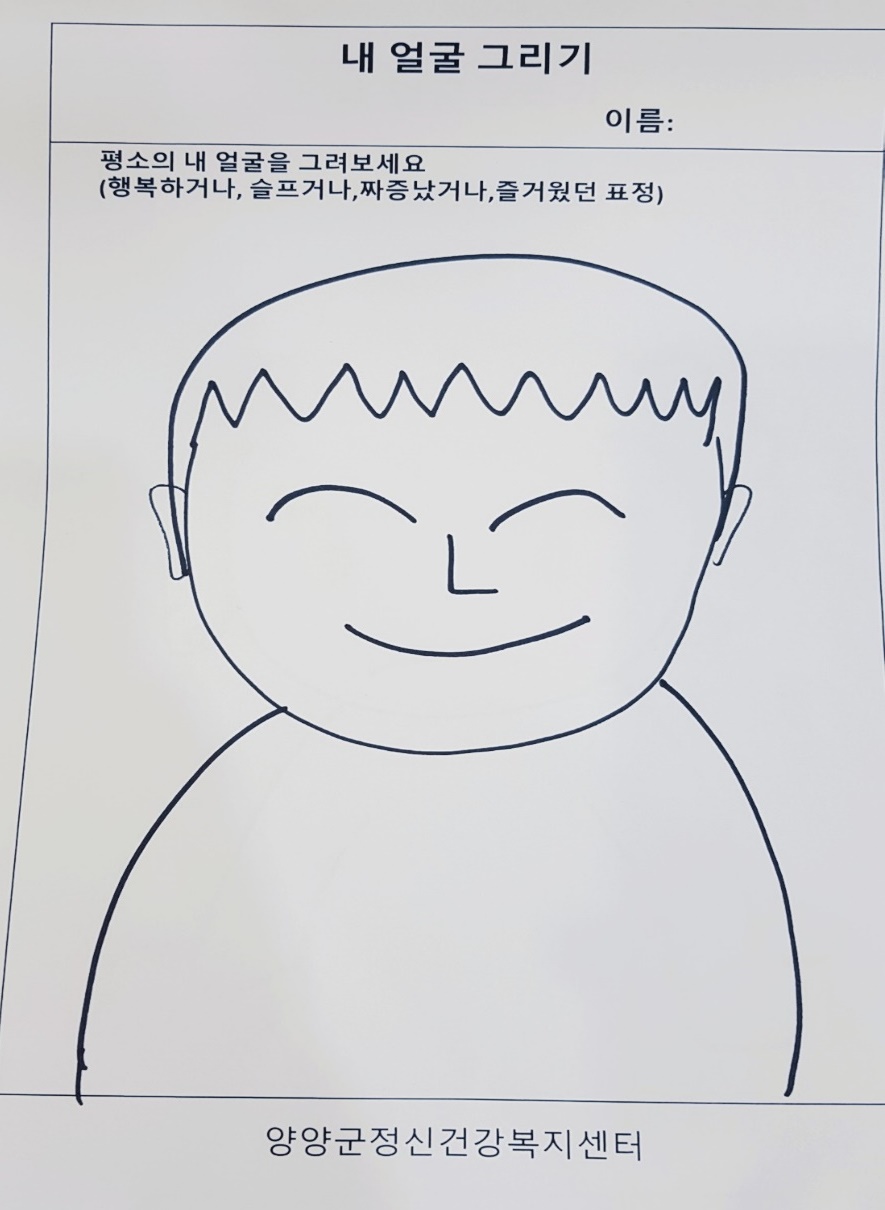 내 얼굴 그리기
이름:
평소의 내 얼굴을 그려보세요
(행복하거나, 슬프거나,짜증났거나,즐거웠던 표정)
양양군정신건강복지센터